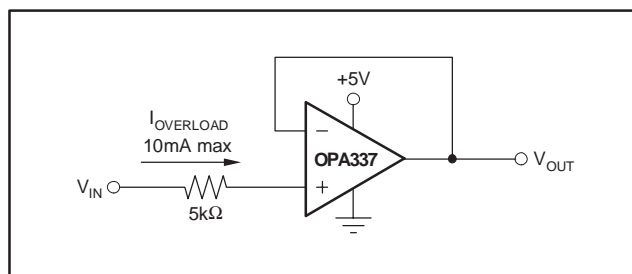 +5V
I_OVERLOAD
10mA max
−
OPA337
+
V_IN
5kΩ
V_OUT